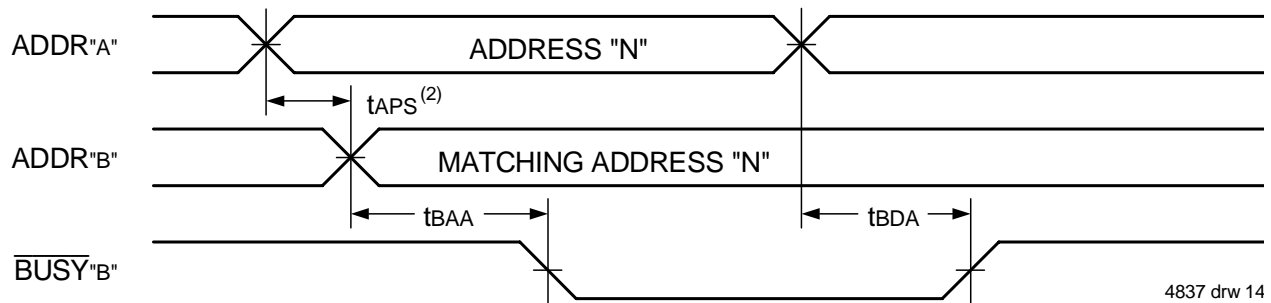 ADDR"A"
ADDRESS "N"
tAPS(2)
ADDR"B"
MATCHING ADDRESS "N"
tBAA
tBDA
BUSY"B"
4837 drw 14